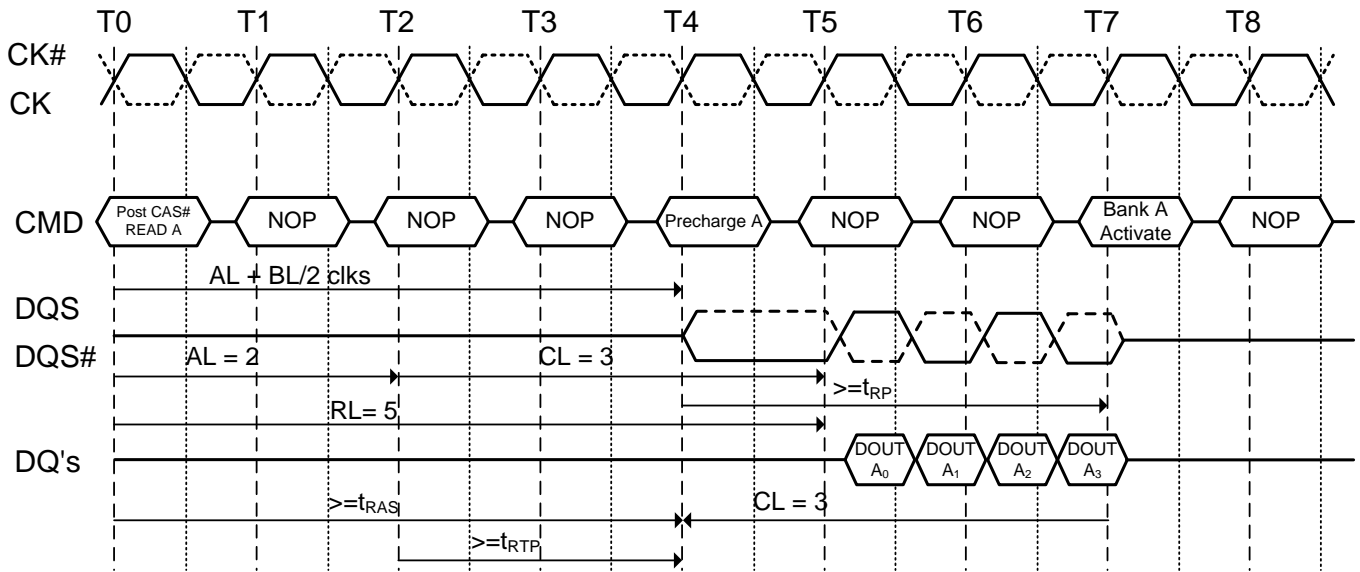 T0 T1 T2 T3 T4 T5 T6 T7 T8
CK#
CK
CMD
Post CAS#
READ A
NOP
NOP
NOP
Precharge A
NOP
NOP
Bank A
Activate
NOP
AL + BL/2 clks
DQS
DQS#
AL = 2
CL = 3
>=tRP
RL= 5
DQ's
DOUT
A0
DOUT
A1
DOUT
A2
DOUT
A3
>=tRAS
CL = 3
>=tRTP